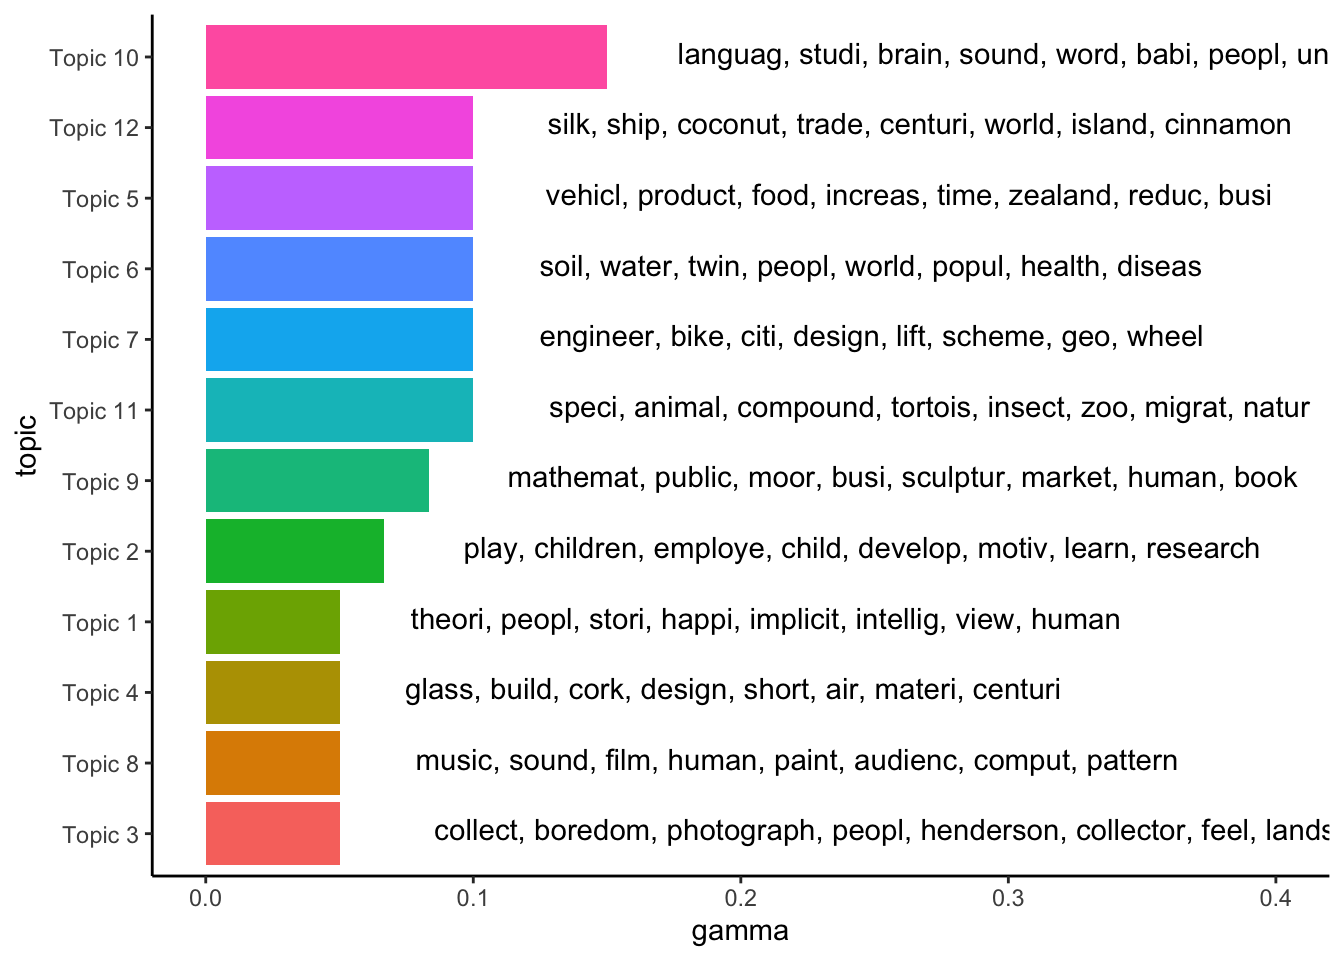 Topic 10 languag, studi, brain, sound, word, babi, peopl, un
Topic 12 silk, ship, coconut, trade, centuri, world, island, cinnamon
Topic 5 vehicl, product, food, increas, time, zealand, reduc, busi
Topic 6 soil, water, twin, peopl, world, popul, health, diseas
Topic 7 engineer, bike, citi, design, lift, scheme, geo, wheel
Topic 11 speci, animal, compound, tortois, insect, zoo, migrat, natur
topic
Topic 9 mathemat, public, moor, busi, sculptur, market, human, book
Topic 2 play, children, employe, child, develop, motiv, learn, research
Topic 1 theori, peopl, stori, happi, implicit, intellig, view, human
Topic 4 glass, build, cork, design, short, air, materi, centuri
Topic 8 music, sound, film, human, paint, audienc, comput, pattern
Topic 3 collect, boredom, photograph, peopl, henderson, collector, feel, lands
0.0 0.1 0.2 0.3 0.4
gamma